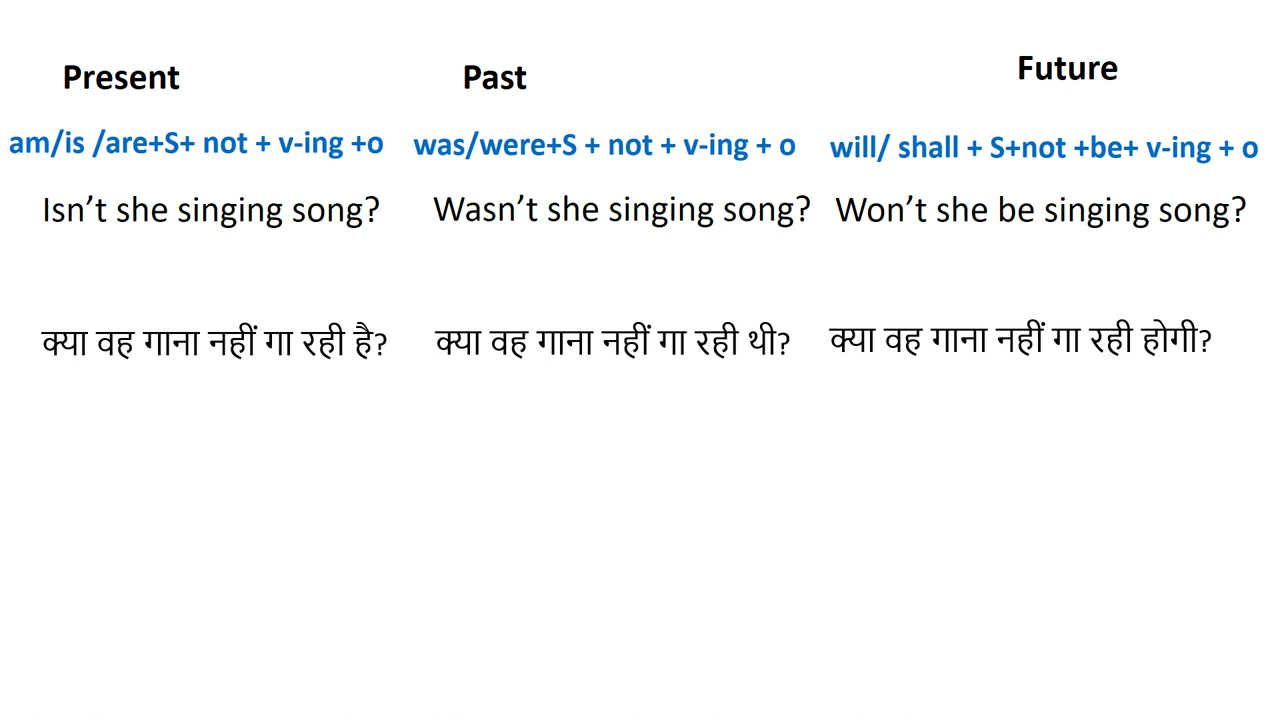 Present
Past
Future
am/is /are+S+ not + v-ing +o
was/were+S + not + v-ing + o
will/ shall + S+not +be+ v-ing + o
Isn’t she singing song?
Wasn’t she singing song?
Won’t she be singing song?
क्या वह गाना नहीं गा रही है?
क्या वह गाना नहीं गा रही थी?
क्या वह गाना नहीं गा रही होगी?